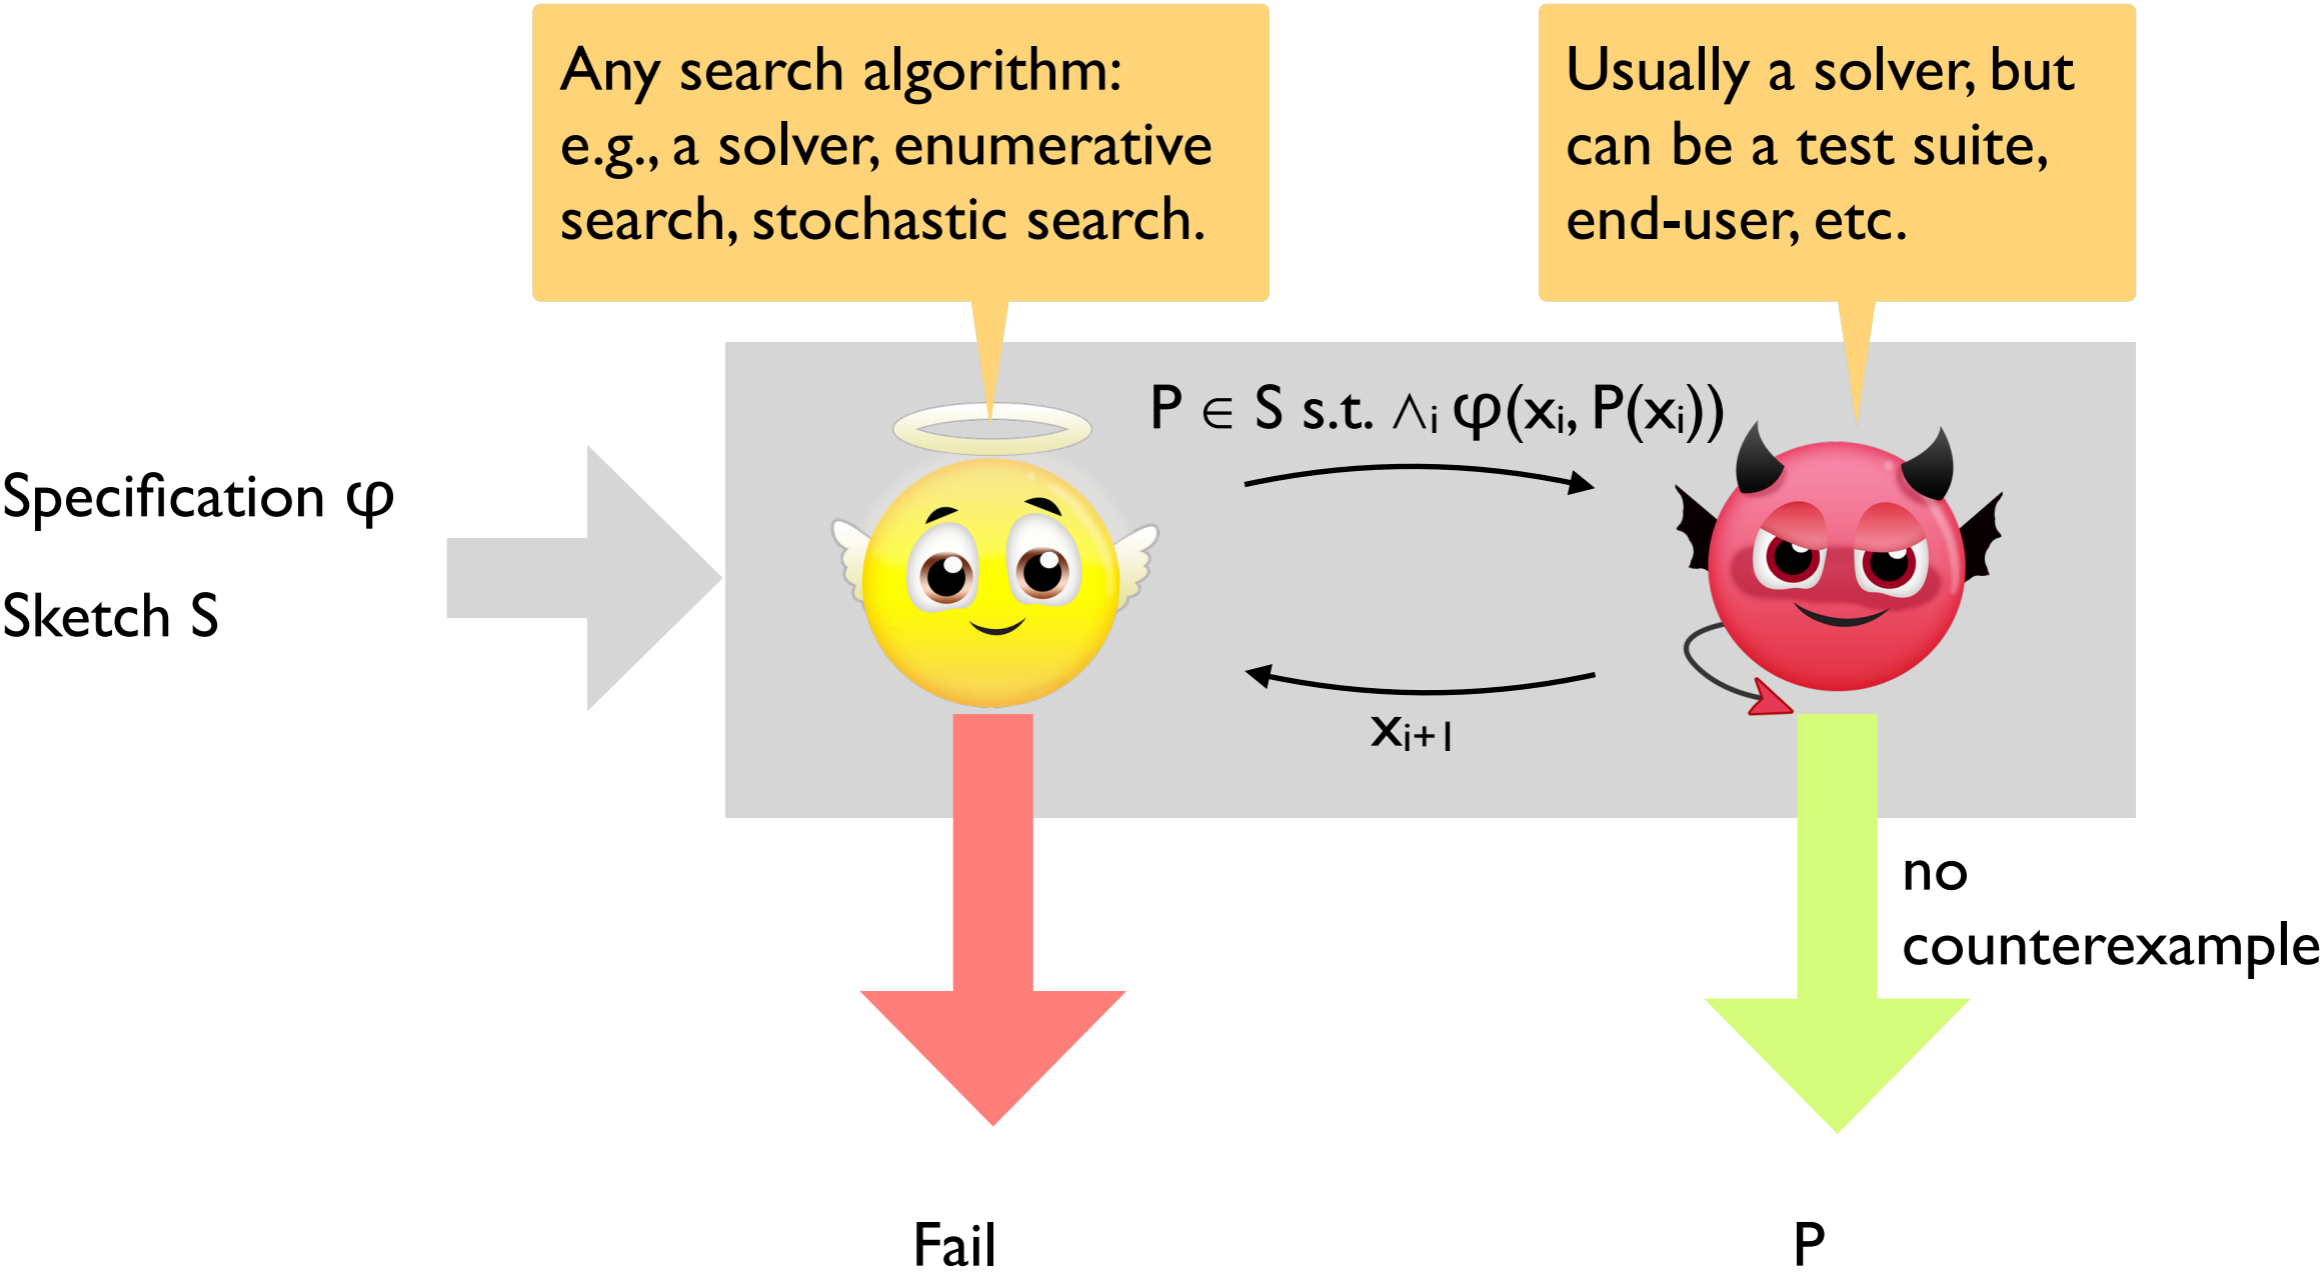 Any search algorithm:
e.g., a solver, enumerative
search, stochastic search.
Usually a solver, but
can be a test suite,
end-user, etc.
P ∈ S s.t. ∧ᵢ φ(xᵢ, P(xᵢ))
Specification φ
Sketch S
xᵢ₊₁
no
counterexample
Fail
P